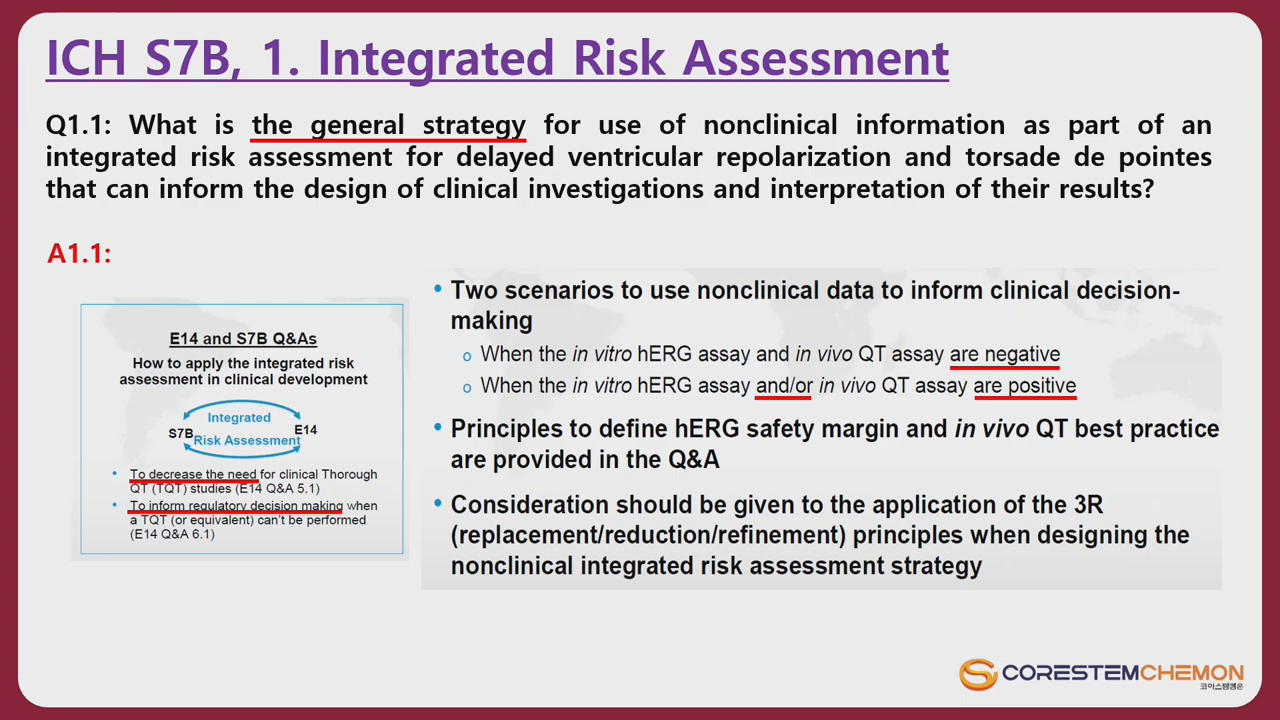 ICH S7B, 1. Integrated Risk Assessment
Q1.1: What is the general strategy for use of nonclinical information as part of an
integrated risk assessment for delayed ventricular repolarization and torsade de pointes
that can inform the design of clinical investigations and interpretation of their results?
A1.1:
E14 and S7B Q&As
How to apply the integrated risk
assessment in clinical development
Integrated
S7B
E14
Risk Assessment
• To decrease the need for clinical Thorough
QT (TQT) studies (E14 Q&A 5.1)
• To inform regulatory decision making when
a TQT (or equivalent) can't be performed
(E14 Q&A 6.1)
• Two scenarios to use nonclinical data to inform clinical decision-
making
o When the in vitro hERG assay and in vivo QT assay are negative
o When the in vitro hERG assay and/or in vivo QT assay are positive
• Principles to define hERG safety margin and in vivo QT best practice
are provided in the Q&A
• Consideration should be given to the application of the 3R
(replacement/reduction/refinement) principles when designing the
nonclinical integrated risk assessment strategy
CORESTEMCHEMON
코아스템켐온